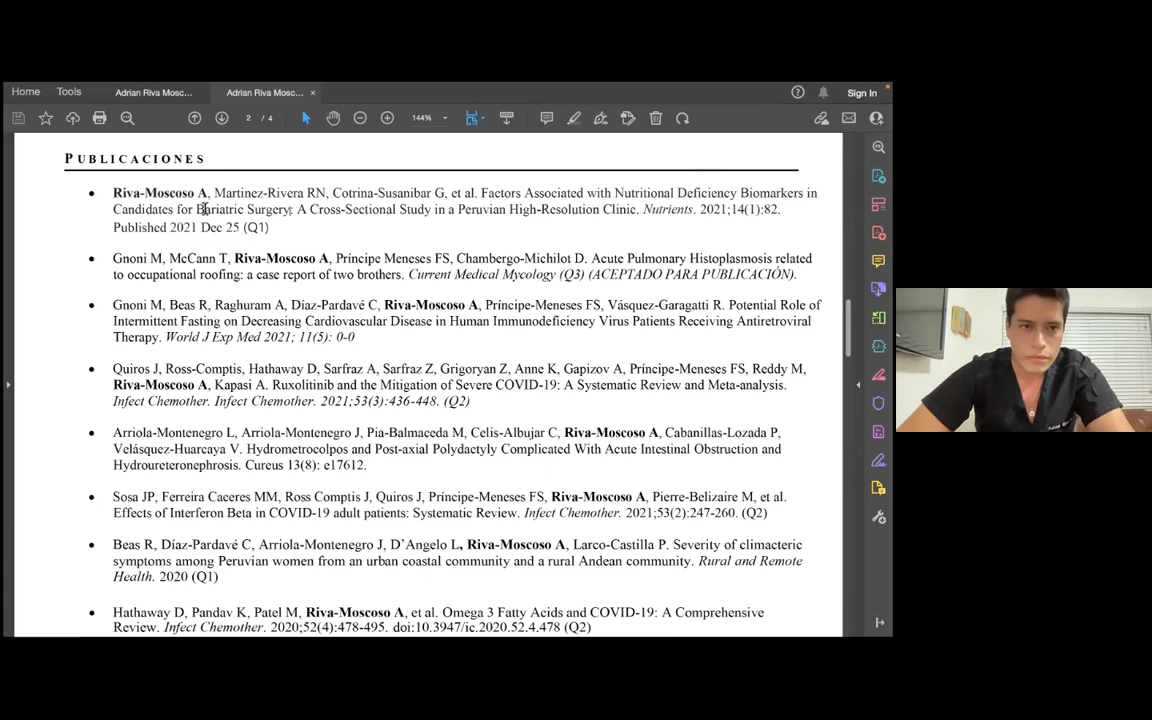 Home Tools Adrian Riva Mosc... Adrian Riva Mosc... × Sign In
2 / 4 144%
PUBLICACIONES
• Riva-Moscoso A, Martinez-Rivera RN, Cotrina-Susanibar G, et al. Factors Associated with Nutritional Deficiency Biomarkers in
Candidates for Bariatric Surgery: A Cross-Sectional Study in a Peruvian High-Resolution Clinic. Nutrients. 2021;14(1):82.
Published 2021 Dec 25 (Q1)
• Gnoni M, McCann T, Riva-Moscoso A, Príncipe Meneses FS, Chambergo-Michilot D. Acute Pulmonary Histoplasmosis related
to occupational roofing: a case report of two brothers. Current Medical Mycology (Q3) (ACEPTADO PARA PUBLICACIÓN).
• Gnoni M, Beas R, Raghuram A, Díaz-Pardavé C, Riva-Moscoso A, Príncipe-Meneses FS, Vásquez-Garagatti R. Potential Role of
Intermittent Fasting on Decreasing Cardiovascular Disease in Human Immunodeficiency Virus Patients Receiving Antiretroviral
Therapy. World J Exp Med 2021; 11(5): 0-0
• Quiros J, Ross-Comptis, Hathaway D, Sarfraz A, Sarfraz Z, Grigoryan Z, Anne K, Gapizov A, Príncipe-Meneses FS, Reddy M,
Riva-Moscoso A, Kapasi A. Ruxolitinib and the Mitigation of Severe COVID-19: A Systematic Review and Meta-analysis.
Infect Chemother. Infect Chemother. 2021;53(3):436-448. (Q2)
• Arriola-Montenegro L, Arriola-Montenegro J, Pia-Balmaceda M, Celis-Albujar C, Riva-Moscoso A, Cabanillas-Lozada P,
Velásquez-Huarcaya V. Hydrometrocolpos and Post-axial Polydactyly Complicated With Acute Intestinal Obstruction and
Hydroureteronephrosis. Cureus 13(8): e17612.
• Sosa JP, Ferreira Caceres MM, Ross Comptis J, Quiros J, Príncipe-Meneses FS, Riva-Moscoso A, Pierre-Belizaire M, et al.
Effects of Interferon Beta in COVID-19 adult patients: Systematic Review. Infect Chemother. 2021;53(2):247-260. (Q2)
• Beas R, Díaz-Pardavé C, Arriola-Montenegro J, D'Angelo L, Riva-Moscoso A, Larco-Castilla P. Severity of climacteric
symptoms among Peruvian women from an urban coastal community and a rural Andean community. Rural and Remote
Health. 2020 (Q1)
• Hathaway D, Pandav K, Patel M, Riva-Moscoso A, et al. Omega 3 Fatty Acids and COVID-19: A Comprehensive
Review. Infect Chemother. 2020;52(4):478-495. doi:10.3947/ic.2020.52.4.478 (Q2)